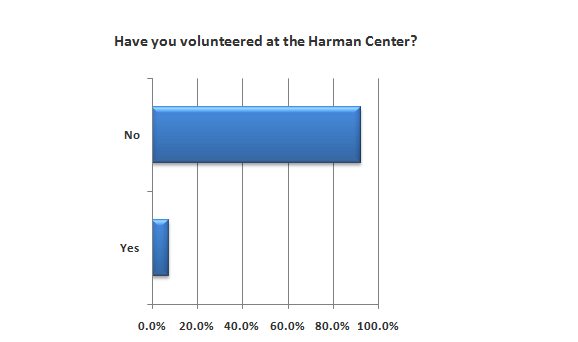 Have you volunteered at the Harman Center?
No
Yes
0.0% 20.0% 40.0% 60.0% 80.0% 100.0%